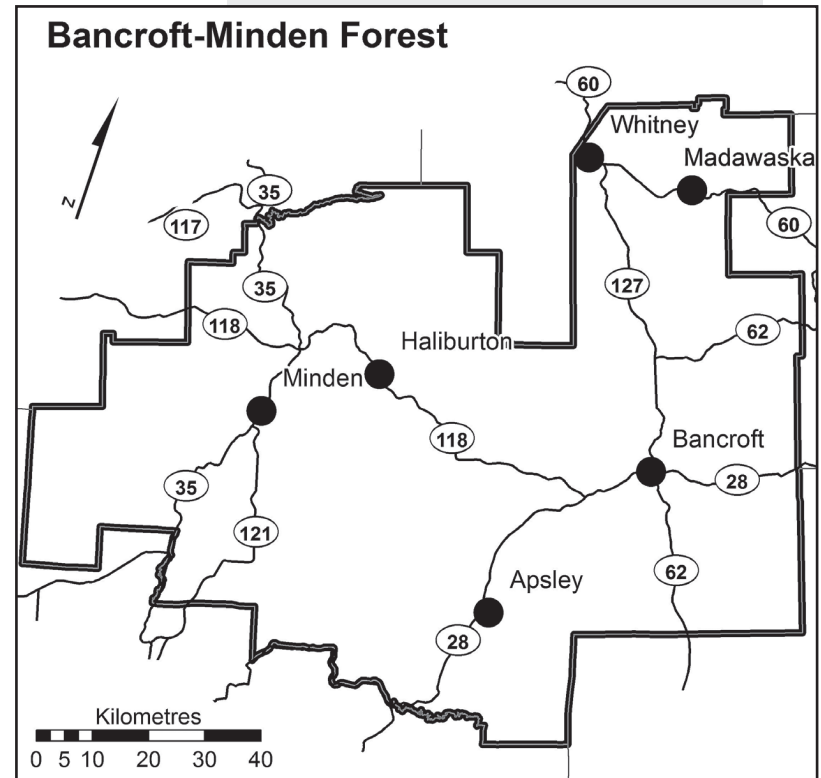 Bancroft-Minden Forest
60
Whitney
Madawaska
35
117
60
N
35
127
118
62
Haliburton
Minden
118
Bancroft
28
35
121
62
Apsley
28
Kilometres
0 5 10 20 30 40